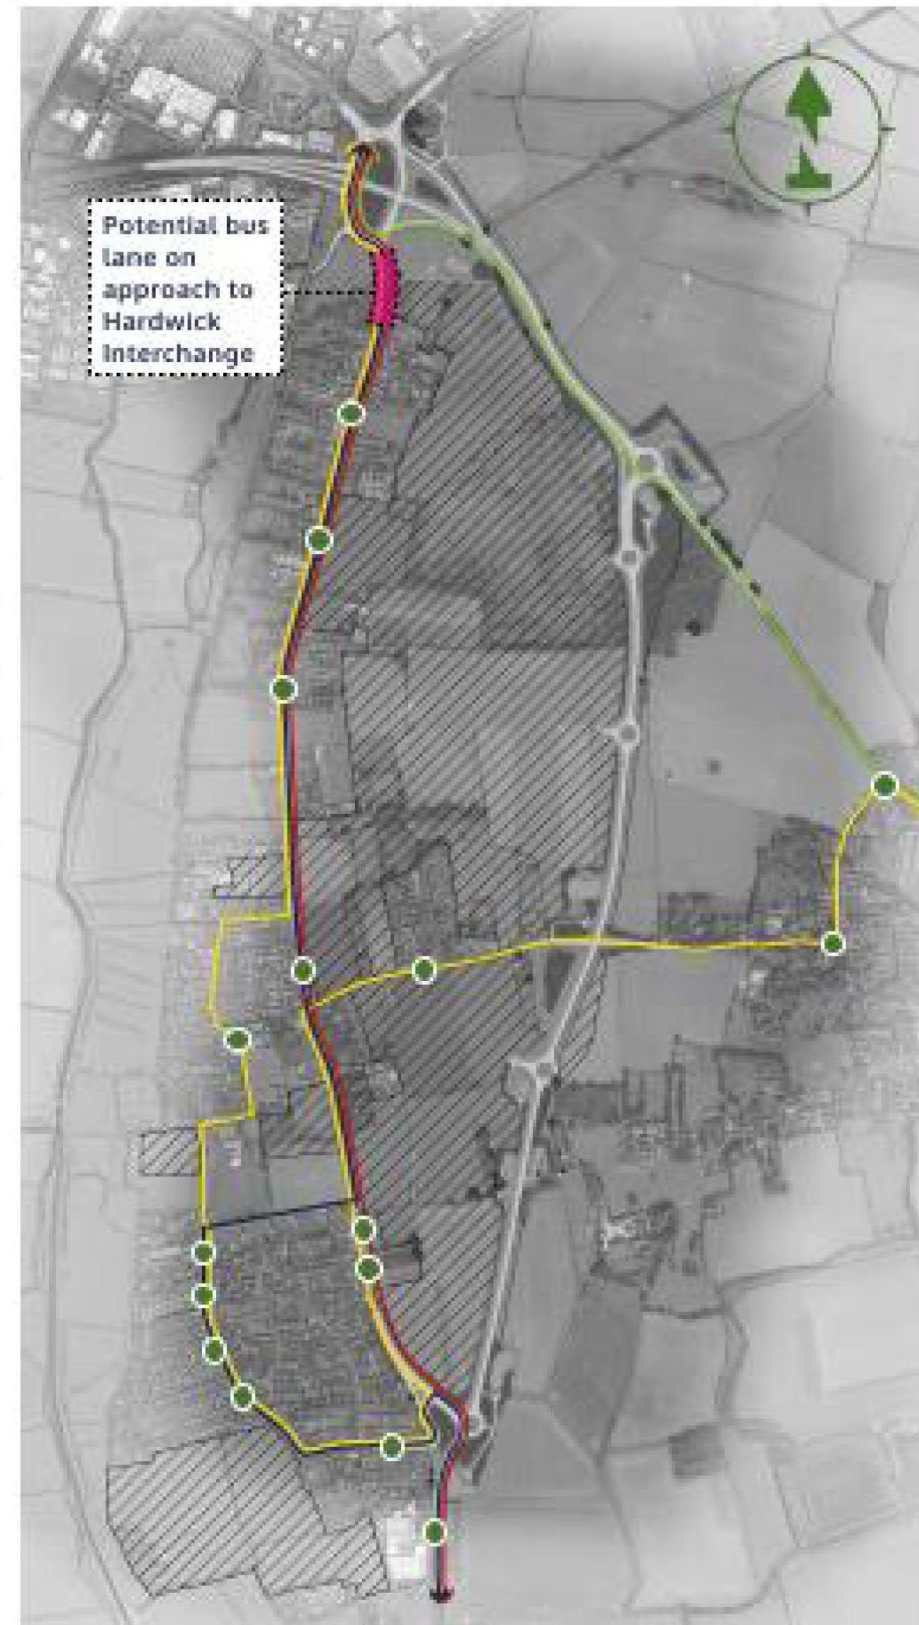 Potential bus
lane on
approach to
Hardwick
Interchange